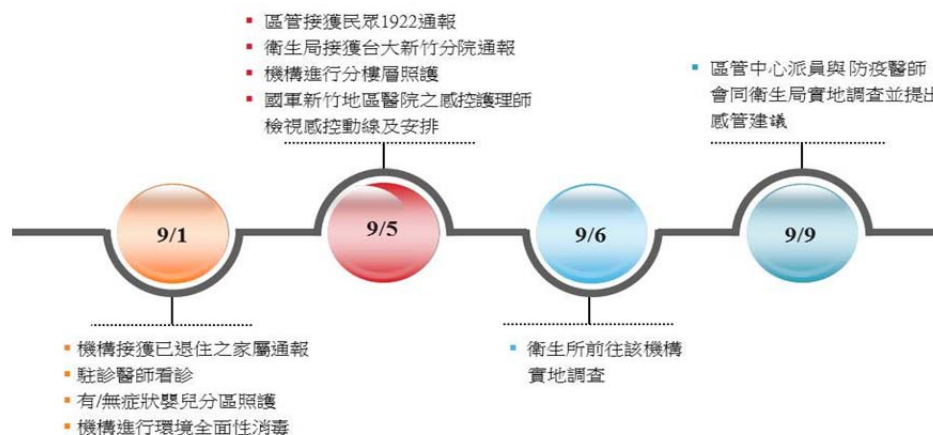 ▪ 區管接獲民眾1922通報
▪ 衛生局接獲台大新竹分院通報
▪ 機構進行分樓層照護
▪ 國軍新竹地區醫院之感控護理師
檢視感控動線及安排
▪ 區管中心派員與防疫醫師
會同衛生局實地調查並提出
感管建議
9/1
9/5
9/6
9/9
▪ 機構接獲已退住之家屬通報
▪ 駐診醫師看診
▪ 有/無症狀嬰兒分區照護
▪ 機構進行環境全面性消毒
▪ 衛生所前往該機構
實地調查